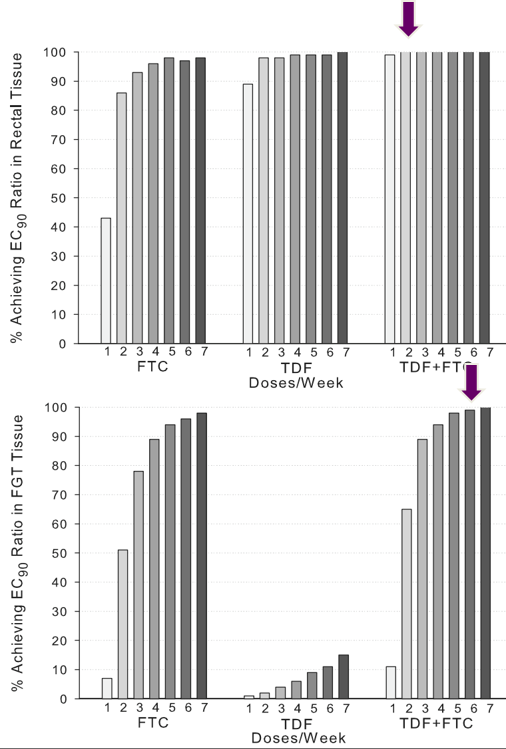 % Achieving EC90 Ratio in Rectal Tissue
100
90
80
70
60
50
40
30
20
10
0
1 2 3 4 5 6 7 1 2 3 4 5 6 7 1 2 3 4 5 6 7
FTC TDF TDF+FTC
Doses/Week
% Achieving EC90 Ratio in FGT Tissue
100
90
80
70
60
50
40
30
20
10
0
1 2 3 4 5 6 7 1 2 3 4 5 6 7 1 2 3 4 5 6 7
FTC TDF TDF+FTC
Doses/Week